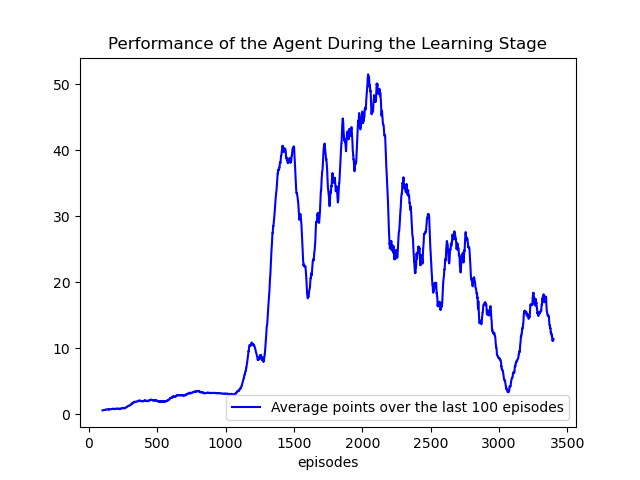 Performance of the Agent During the Learning Stage
50
40
30
20
10
0
Average points over the last 100 episodes
0 500 1000 1500 2000 2500 3000 3500
episodes